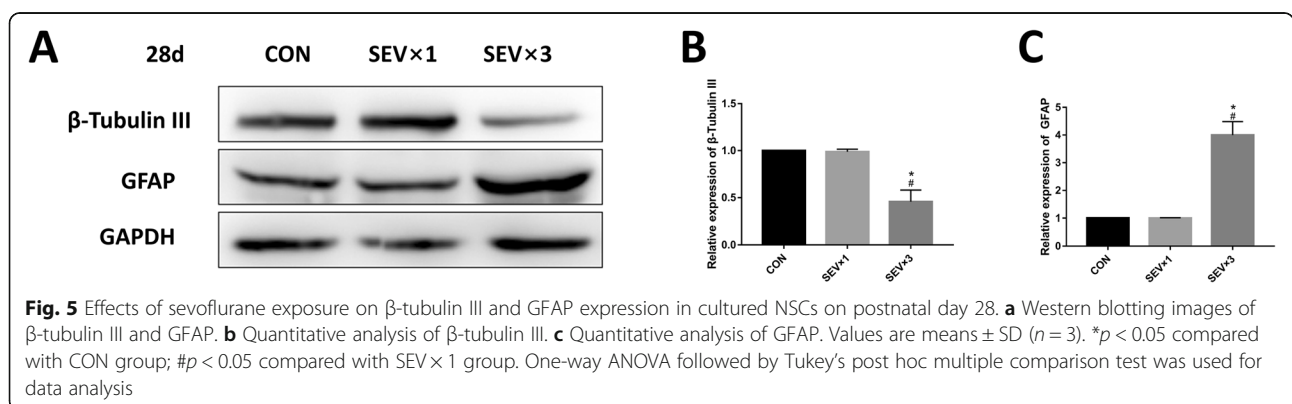 A
28d CON SEV×1 SEV×3
β-Tubulin III
GFAP
GAPDH
B
Relative expression of β-Tubulin III
1.5
1.0
0.5
0.0
*
#
CON
SEV×1
SEV×3
C
Relative expression of GFAP
5
4
3
2
1
0
*
#
CON
SEV×1
SEV×3
Fig. 5 Effects of sevoflurane exposure on β-tubulin III and GFAP expression in cultured NSCs on postnatal day 28. a Western blotting images of
β-tubulin III and GFAP. b Quantitative analysis of β-tubulin III. c Quantitative analysis of GFAP. Values are means ± SD (n = 3). *p < 0.05 compared
with CON group; #p < 0.05 compared with SEV × 1 group. One-way ANOVA followed by Tukey's post hoc multiple comparison test was used for
data analysis